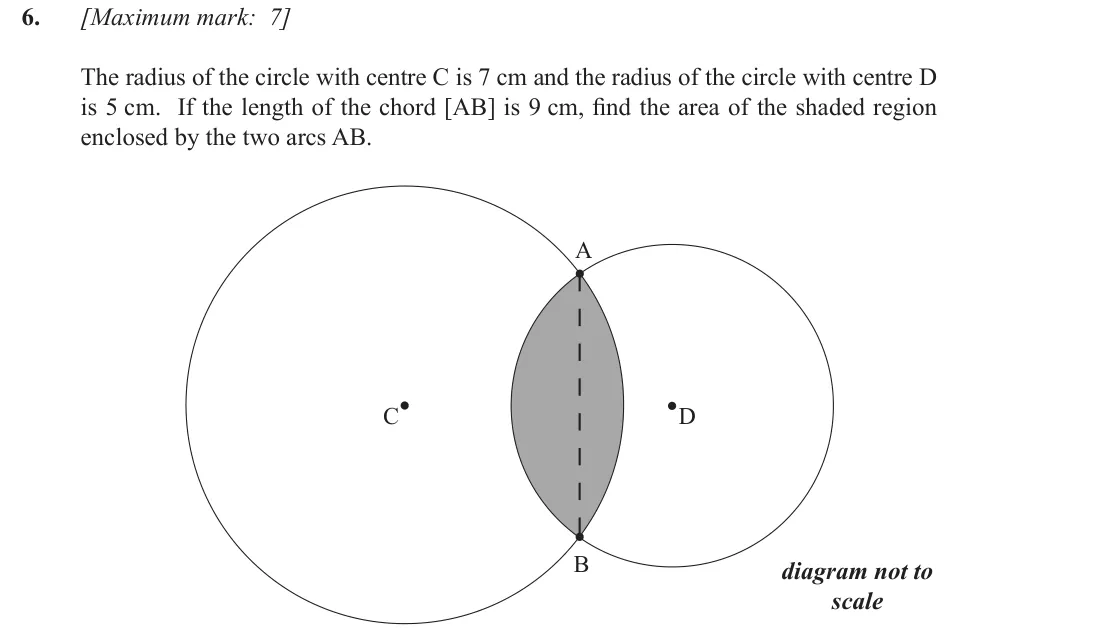 6. [Maximum mark: 7]
The radius of the circle with centre C is 7 cm and the radius of the circle with centre D
is 5 cm. If the length of the chord [AB] is 9 cm, find the area of the shaded region
enclosed by the two arcs AB.
A
C
D
B
diagram not to
scale